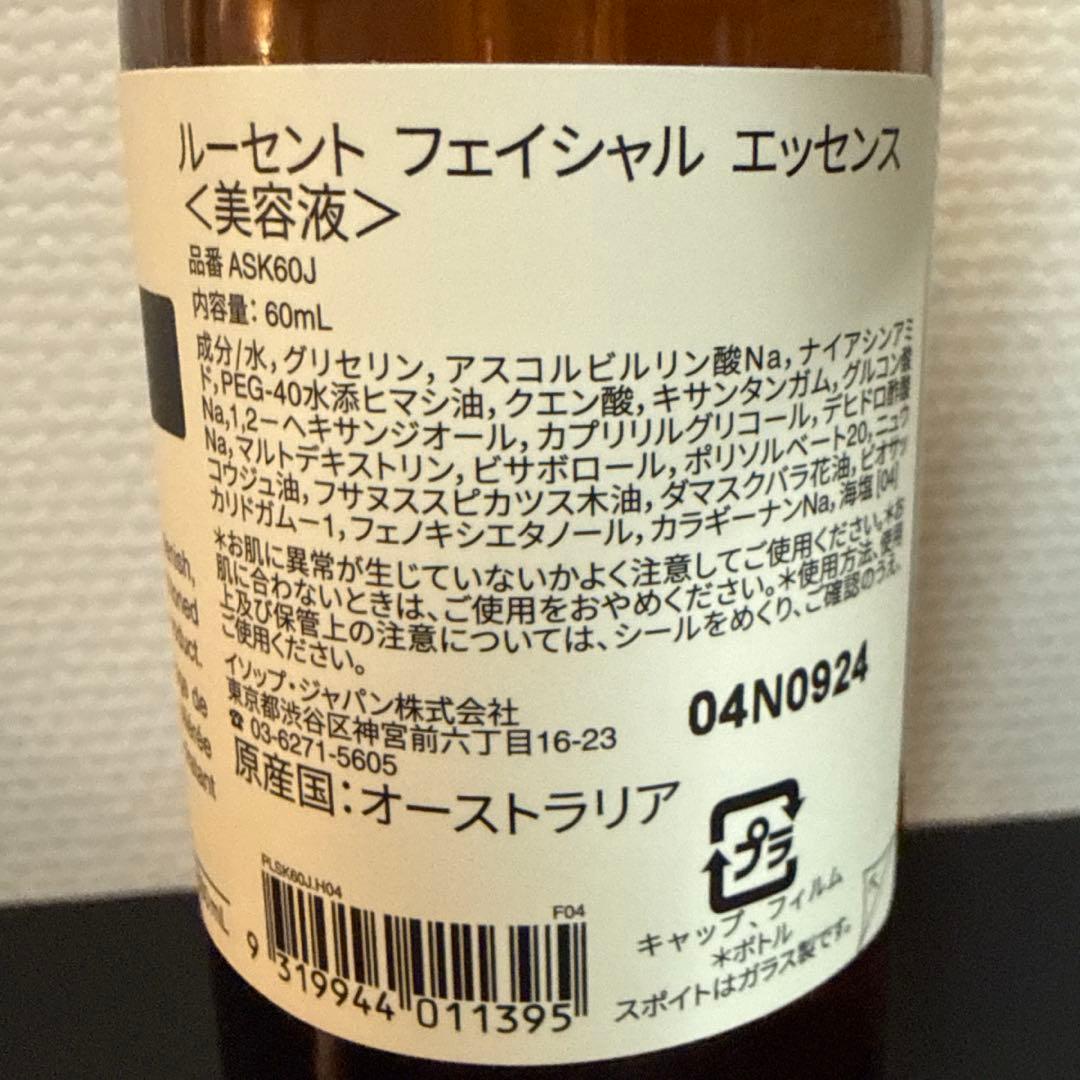 ルーセント フェイシャル エッセンス
<美容液>
品番 ASK60J
内容量: 60mL
成分/水, グリセリン, アスコルビルリン酸Na, ナイアシンアミ
ド, PEG-40水添ヒマシ油, クエン酸, キサンタンガム, グルコン酸
Na, 1,2-ヘキサンジオール, カプリリルグリコール, デヒドロ酢酸
Na, マルトデキストリン, ビサボロール, ポリソルベート20, ニュウ
コウジュ油, フサヌススピカツス木油, ダマスクバラ花油, ビオサッ
カリドガム-1, フェノキシエタノール, カラギーナンNa, 海塩 [04]
*お肌に異常が生じていないかよく注意してご使用ください。*お
肌に合わないときは、ご使用をおやめください。*使用方法、使用
上及び保管上の注意については、シールをめくり、ご確認のうえ、
ご使用ください。
イソップ・ジャパン株式会社
東京都渋谷区神宮前六丁目16-23
☎ 03-6271-5605
原産国:オーストラリア
04N0924
プラ
キャップ、フィルム
*ボトル
スポイトはガラス製です。
PLSK60J.H04
F04
9 319944 011395
ioned
duct.
de
mL